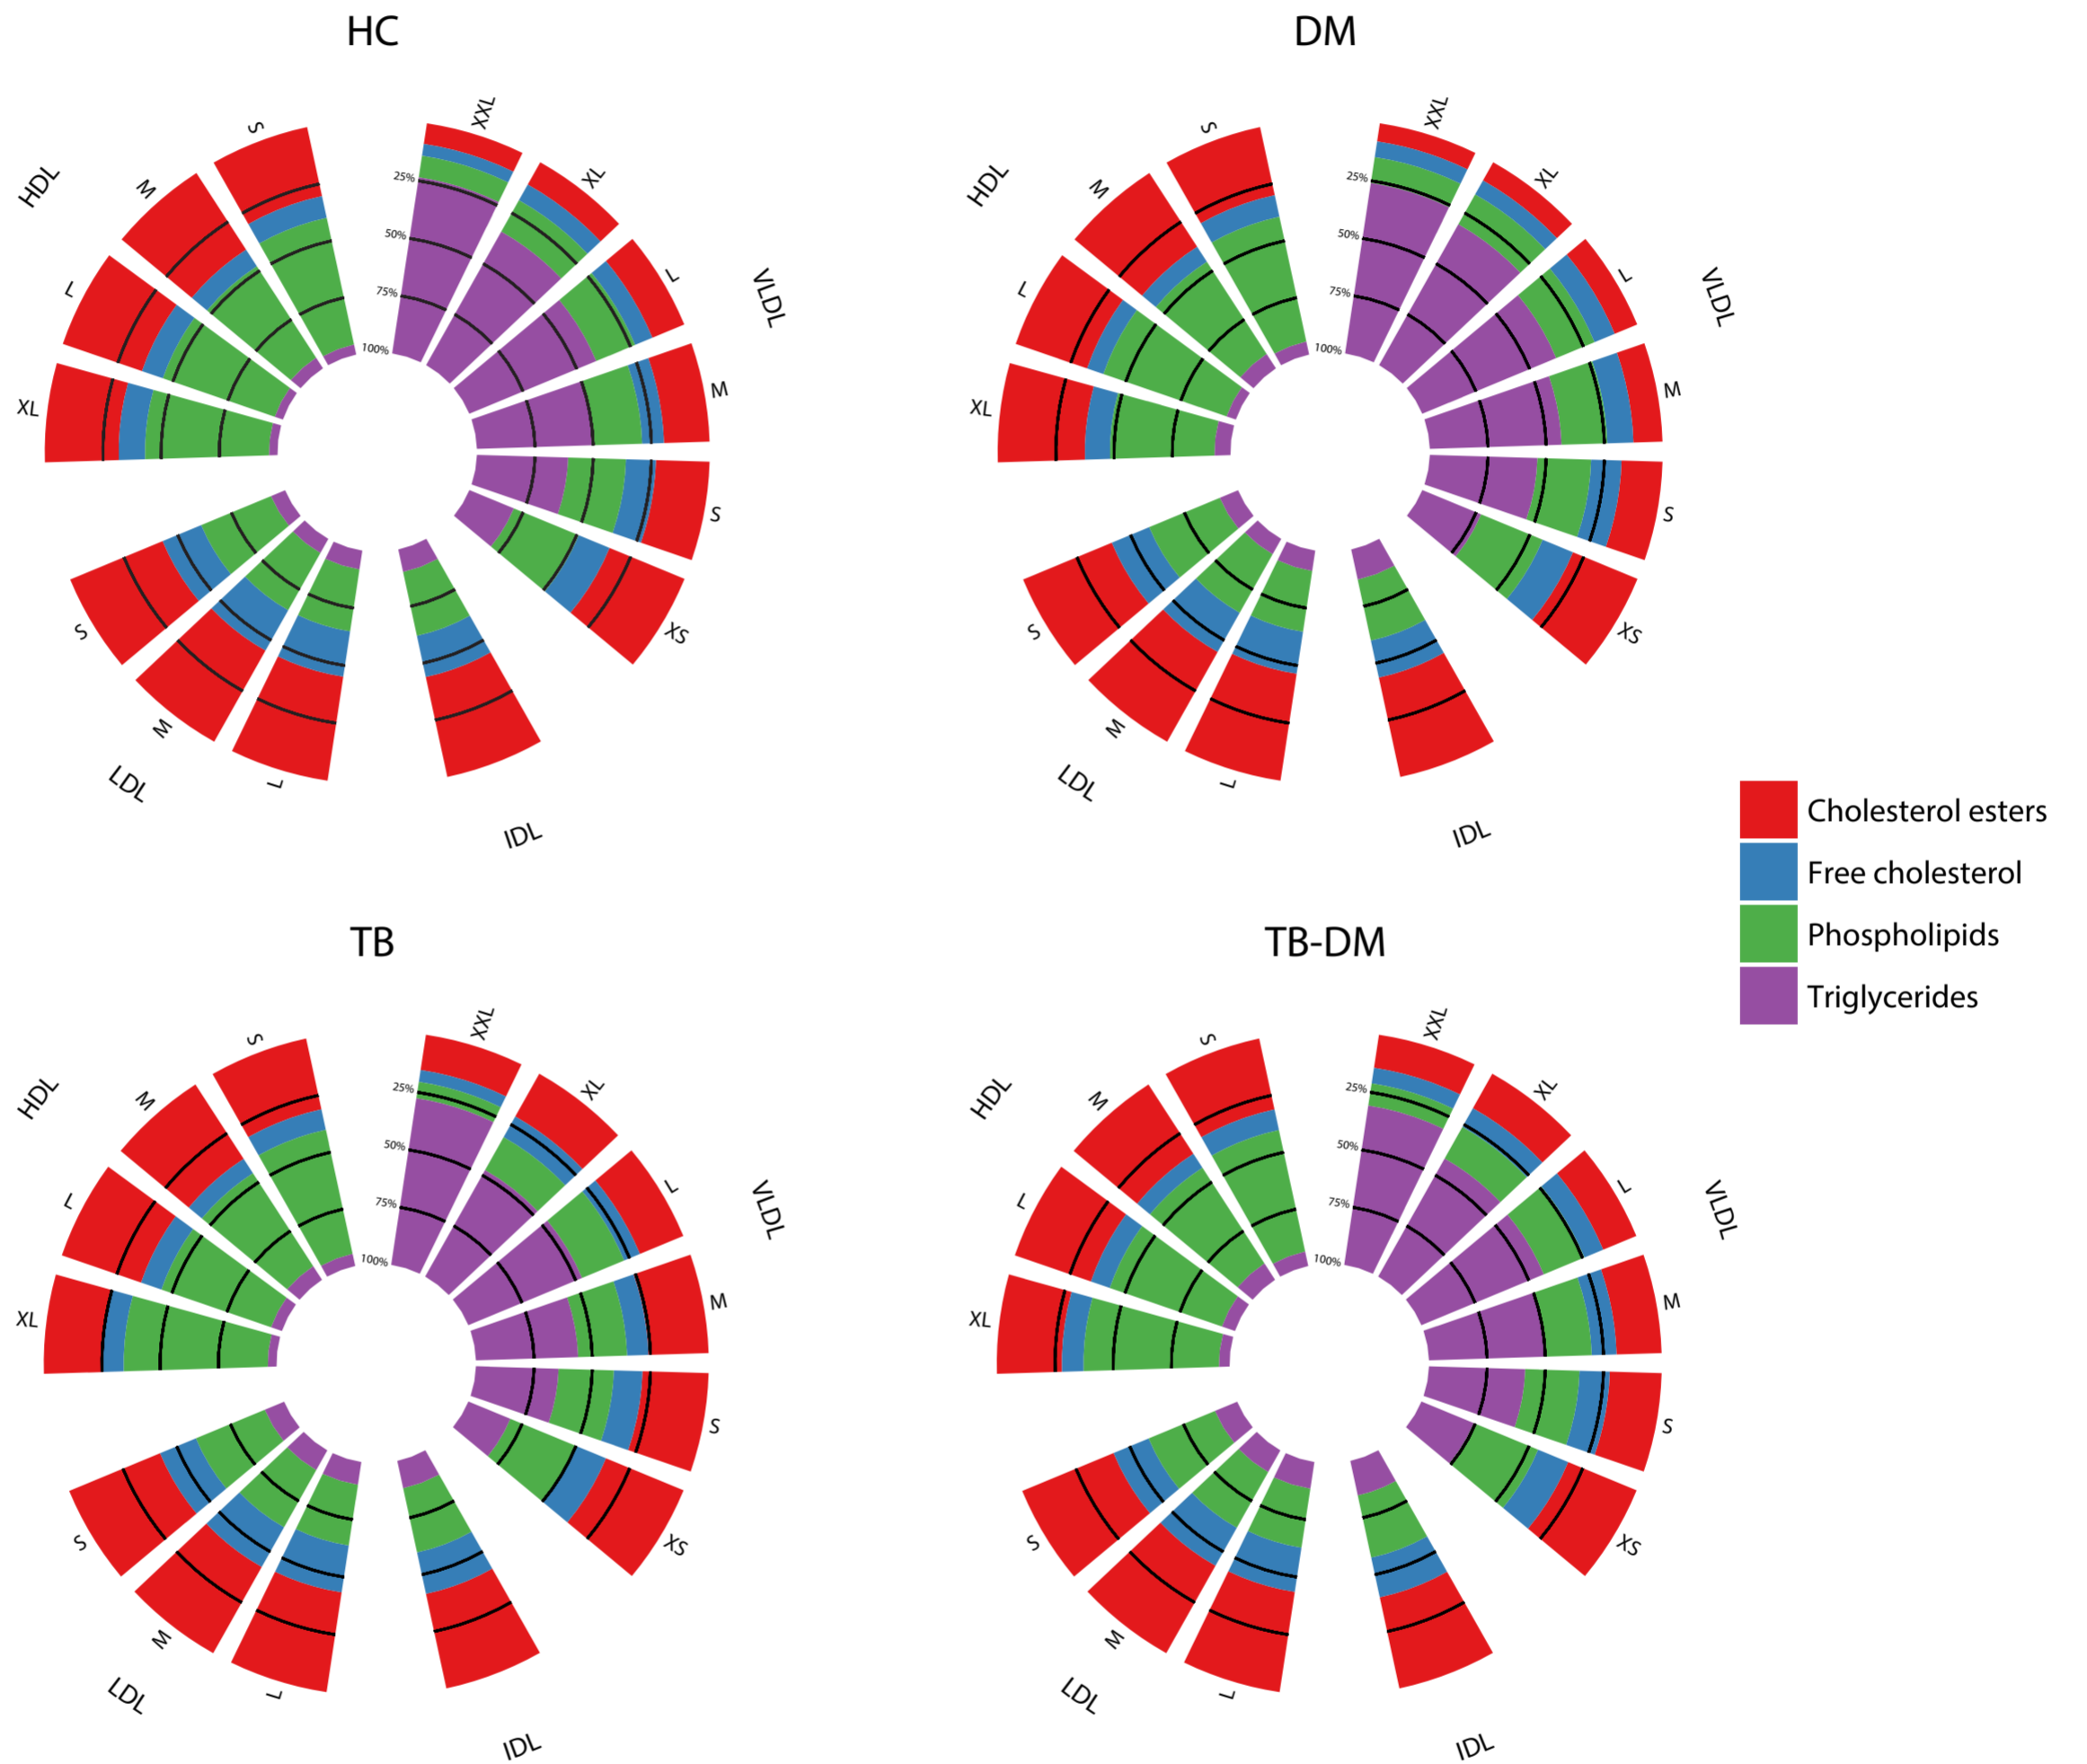 HC
XXL
XL
L
VLDL
M
S
XS
IDL
L
M
LDL
S
XL
L
HDL
M
S
25%
50%
75%
100%
DM
XXL
XL
L
VLDL
M
S
XS
IDL
L
M
LDL
S
XL
L
HDL
M
S
25%
50%
75%
100%
Cholesterol esters
Free cholesterol
Phospholipids
Triglycerides
TB
XXL
XL
L
VLDL
M
S
XS
IDL
L
M
LDL
S
XL
L
HDL
M
S
25%
50%
75%
100%
TB-DM
XXL
XL
L
VLDL
M
S
XS
IDL
L
M
LDL
S
XL
L
HDL
M
S
25%
50%
75%
100%